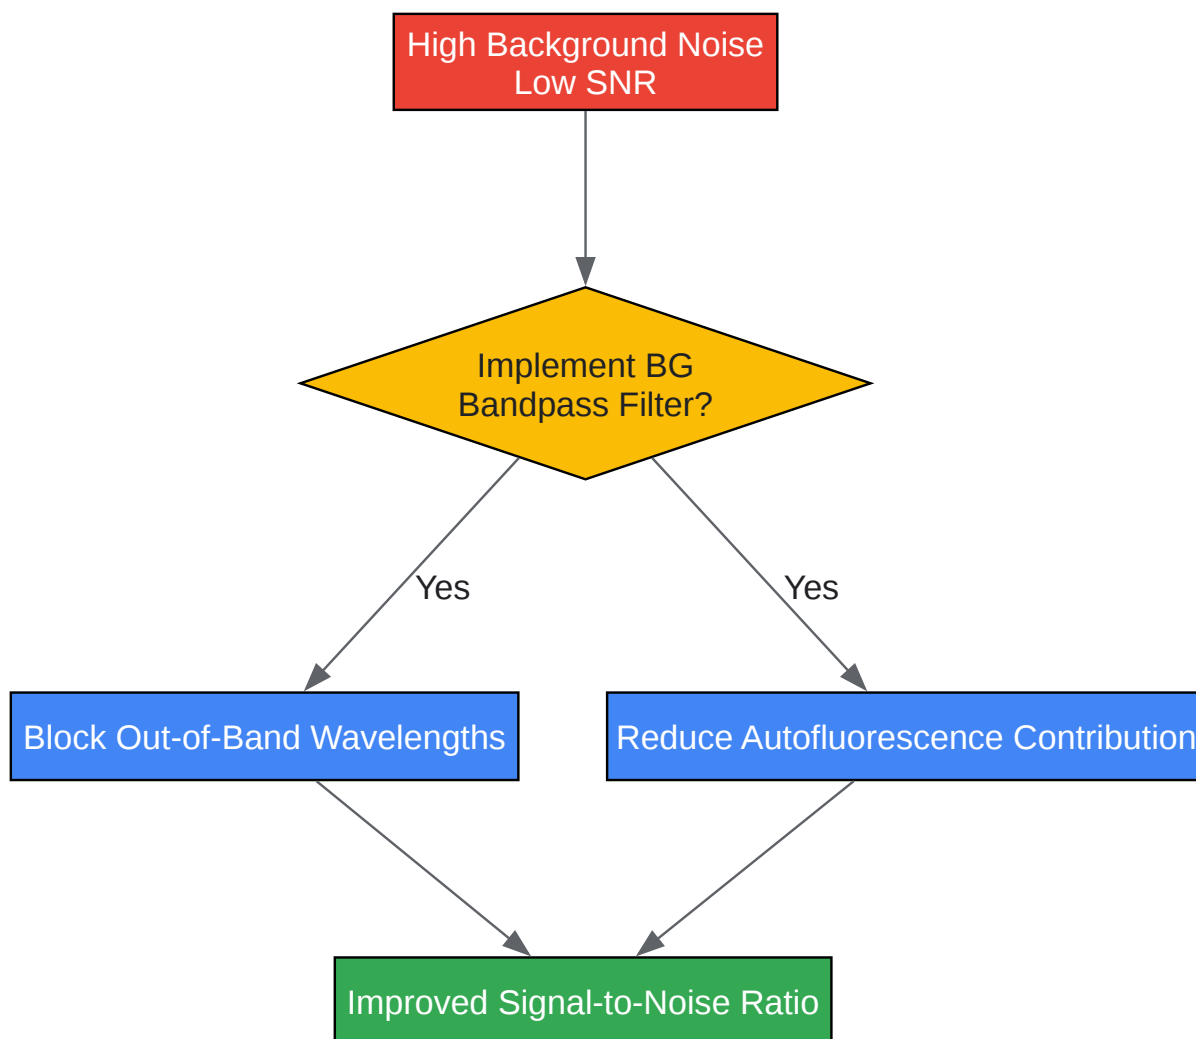 High Background Noise
Low SNR
Implement BG
Bandpass Filter?
Yes
Yes
Block Out-of-Band Wavelengths
Reduce Autofluorescence Contribution
Improved Signal-to-Noise Ratio